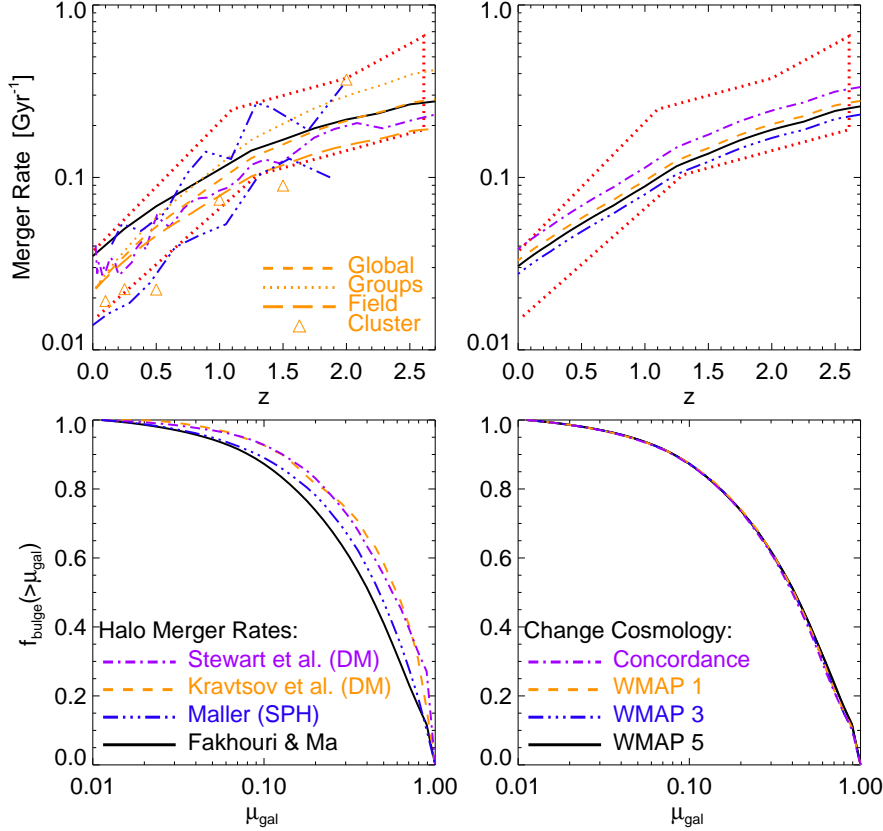 Merger Rate [Gyr⁻¹]
1.0
0.1
0.01
0.0 0.5 1.0 1.5 2.0 2.5
z
Global
Groups
Field
Cluster
1.0
0.1
0.01
0.0 0.5 1.0 1.5 2.0 2.5
z
f_bulge(>μ_gal)
1.0
0.8
0.6
0.4
0.2
0.0
0.01 0.10 1.00
μ_gal
Halo Merger Rates:
Stewart et al. (DM)
Kravtsov et al. (DM)
Maller (SPH)
Fakhouri & Ma
1.0
0.8
0.6
0.4
0.2
0.0
0.01 0.10 1.00
μ_gal
Change Cosmology:
Concordance
WMAP 1
WMAP 3
WMAP 5